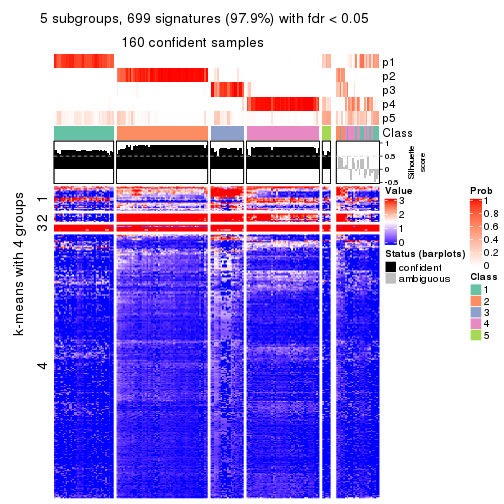 5 subgroups, 699 signatures (97.9%) with fdr < 0.05
160 confident samples
p1
p2
p3
p4
p5
Class
1
0.5
0
-0.5
Silhouette
score
k-means with 4 groups
1
2
3
4
Value
3
2
1
0
Status (barplots)
confident
ambiguous
Prob
1
0.8
0.6
0.4
0.2
0
Class
1
2
3
4
5